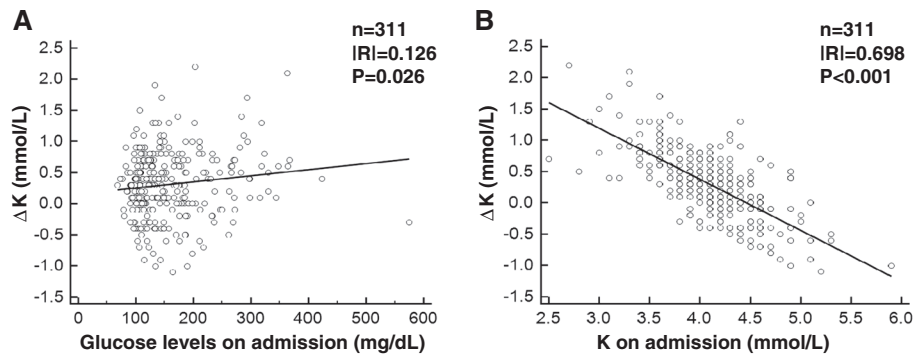 A
n=311
|R|=0.126
P=0.026
2.5
2.0
1.5
1.0
0.5
0.0
-0.5
-1.0
-1.5
Δ K (mmol/L)
0 100 200 300 400 500 600
Glucose levels on admission (mg/dL)
B
n=311
|R|=0.698
P<0.001
2.5
2.0
1.5
1.0
0.5
0.0
-0.5
-1.0
-1.5
Δ K (mmol/L)
2.5 3.0 3.5 4.0 4.5 5.0 5.5 6.0
K on admission (mmol/L)